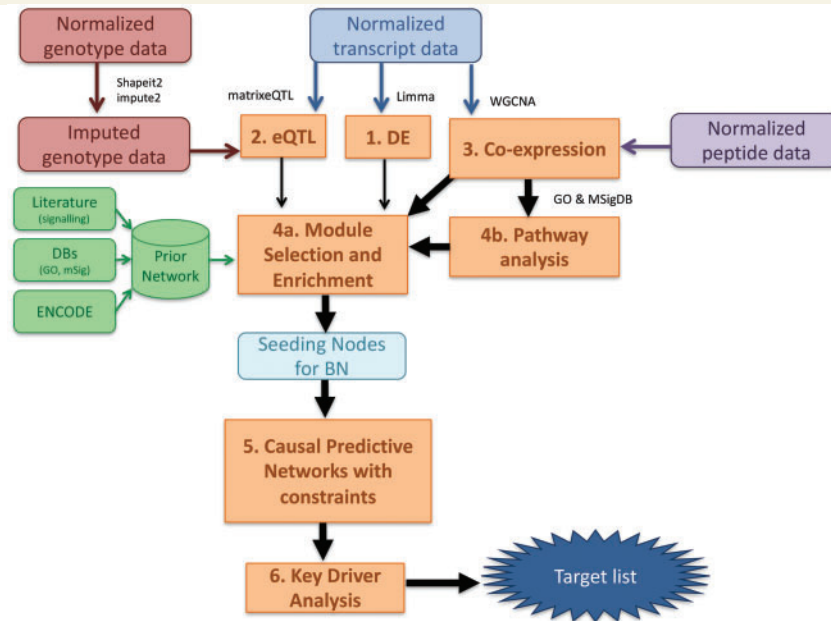 Normalized
genotype data
Normalized
transcript data
Shapeit2
impute2
matrixeQTL
Limma
WGCNA
Imputed
genotype data
2. eQTL
1. DE
3. Co-expression
Normalized
peptide data
GO & MSigDB
Literature
(signalling)
DBs
(GO, mSig)
ENCODE
Prior
Network
4a. Module
Selection and
Enrichment
4b. Pathway
analysis
Seeding Nodes
for BN
5. Causal Predictive
Networks with
constraints
6. Key Driver
Analysis
Target list